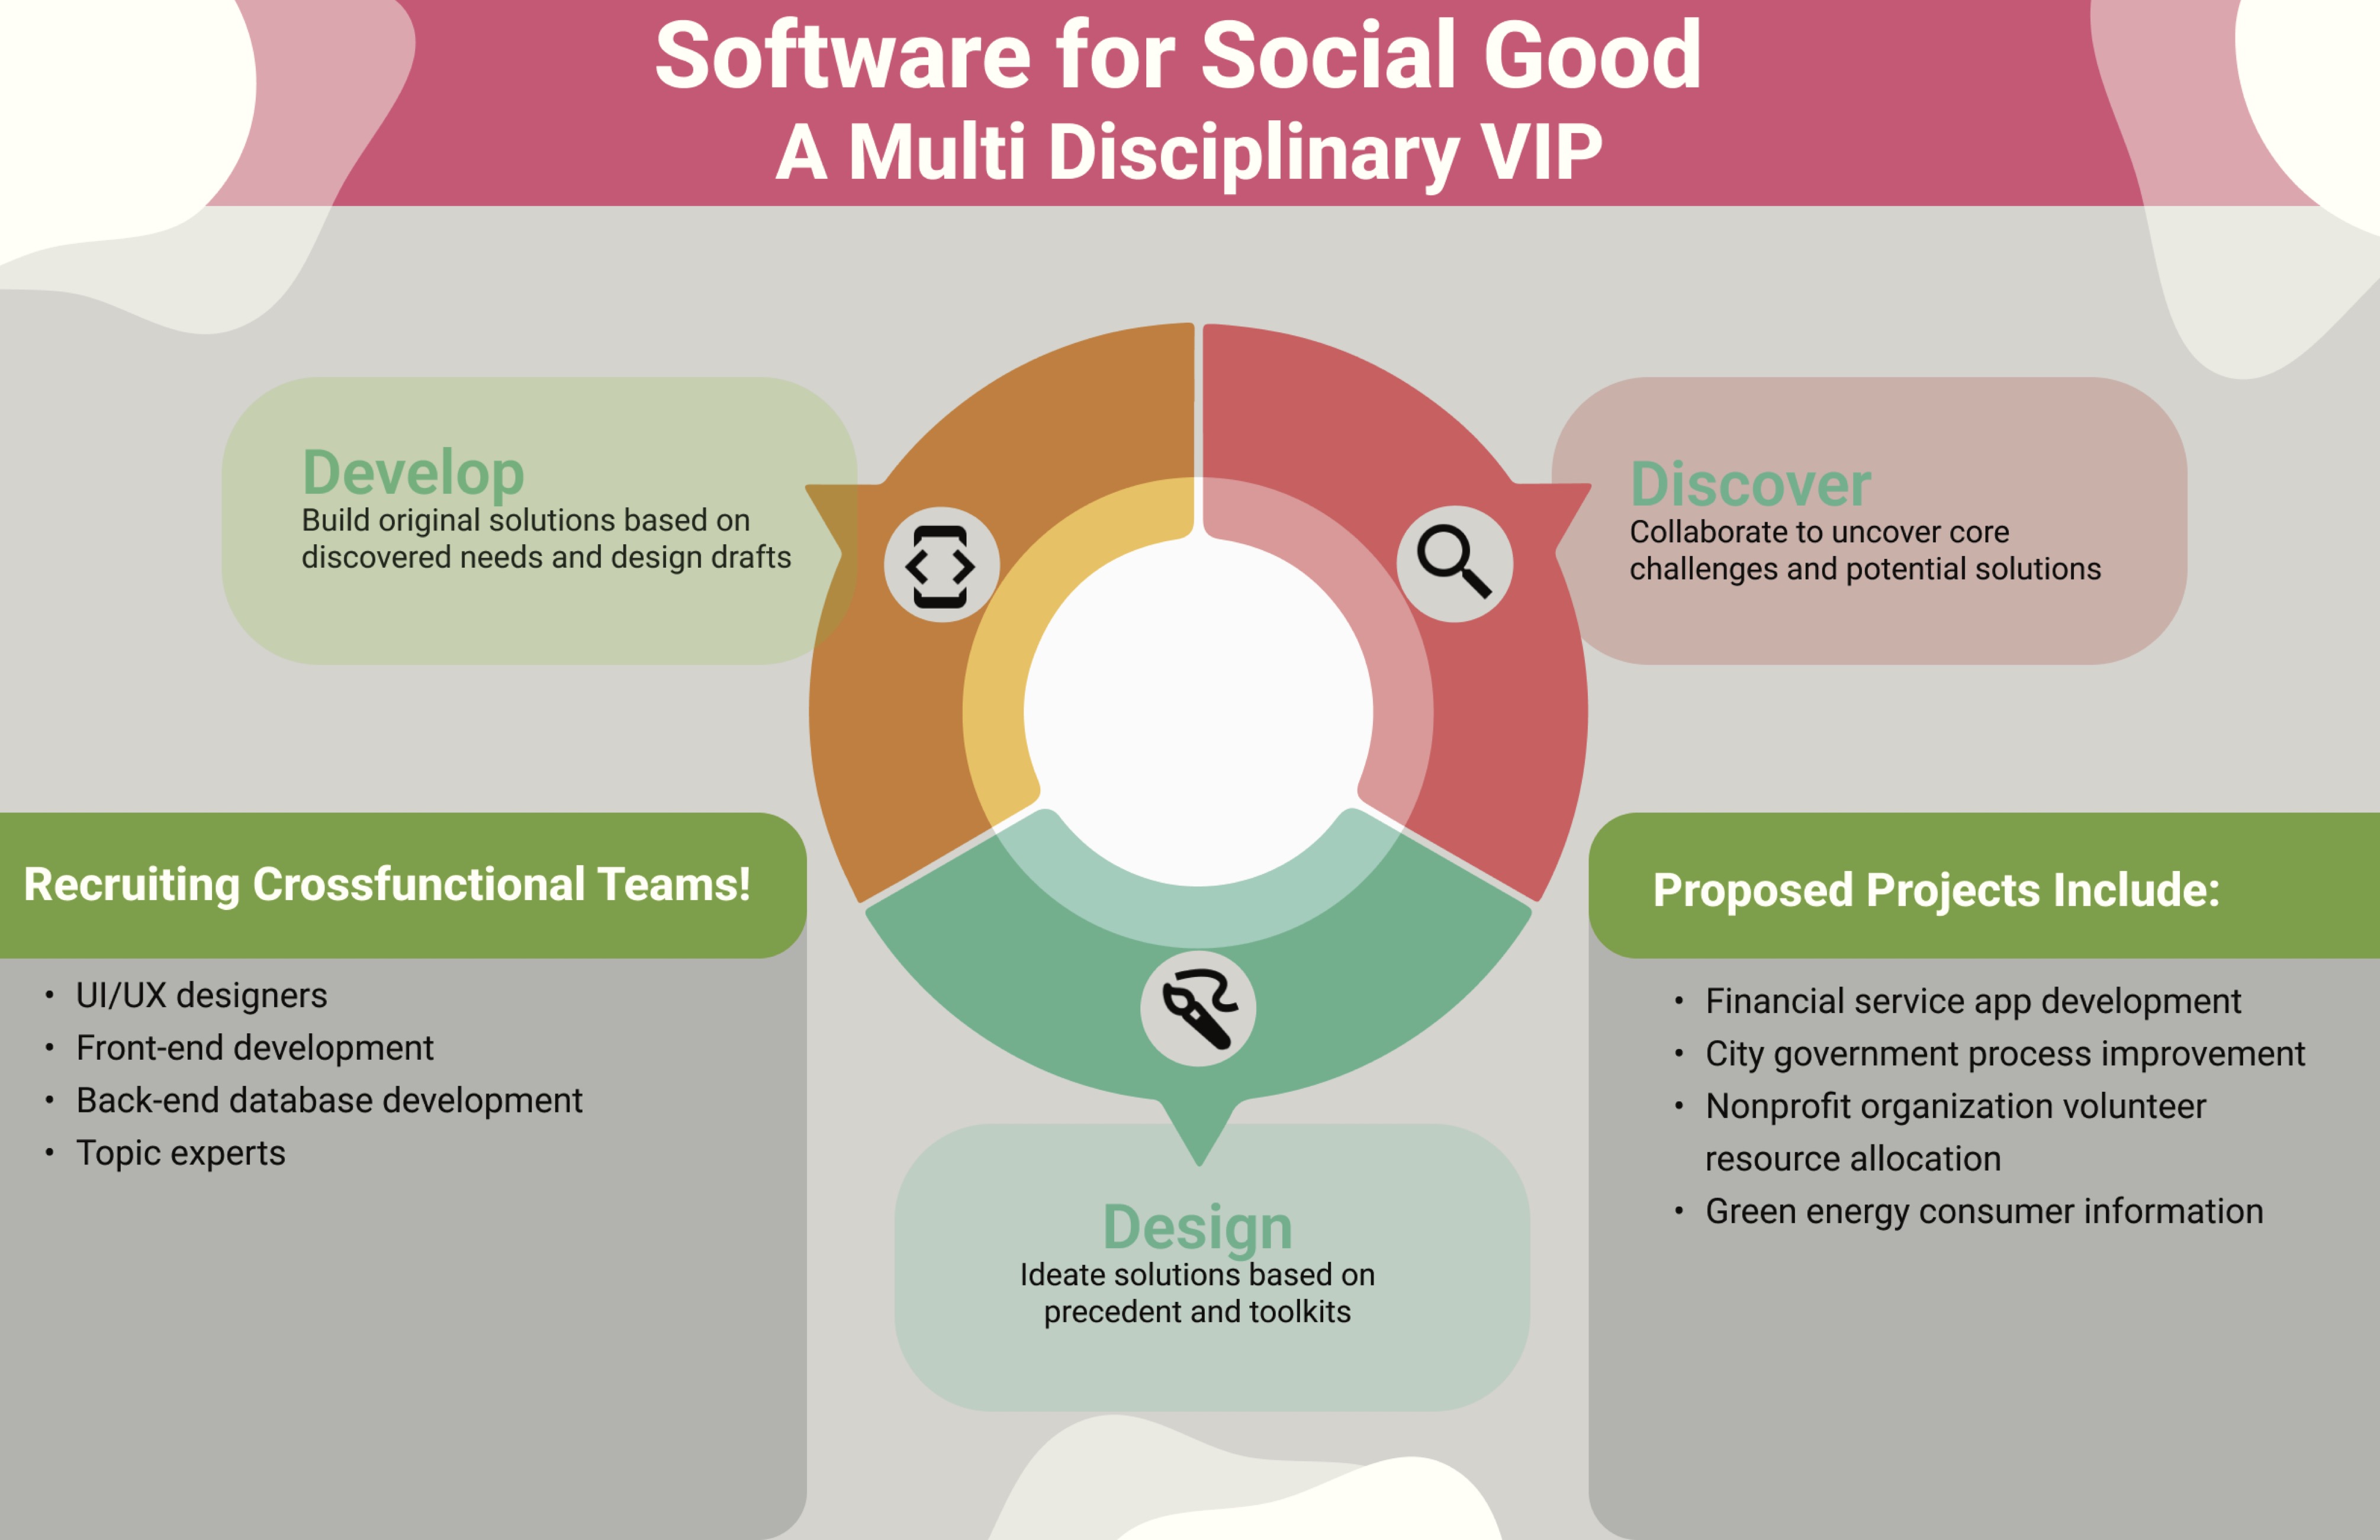 Software for Social Good
A Multi Disciplinary VIP
Develop
Build original solutions based on
discovered needs and design drafts
Discover
Collaborate to uncover core
challenges and potential solutions
Recruiting Crossfunctional Teams!
• UI/UX designers
• Front-end development
• Back-end database development
• Topic experts
Design
Ideate solutions based on
precedent and toolkits
Proposed Projects Include:
• Financial service app development
• City government process improvement
• Nonprofit organization volunteer
resource allocation
• Green energy consumer information